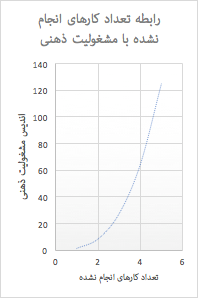 رابطه تعداد کارهای انجام
نشده با مشغولیت ذهنی
اندیس مشغولیت ذهنی
140
120
100
80
60
40
20
0
0 2 4 6
تعداد کارهای انجام نشده